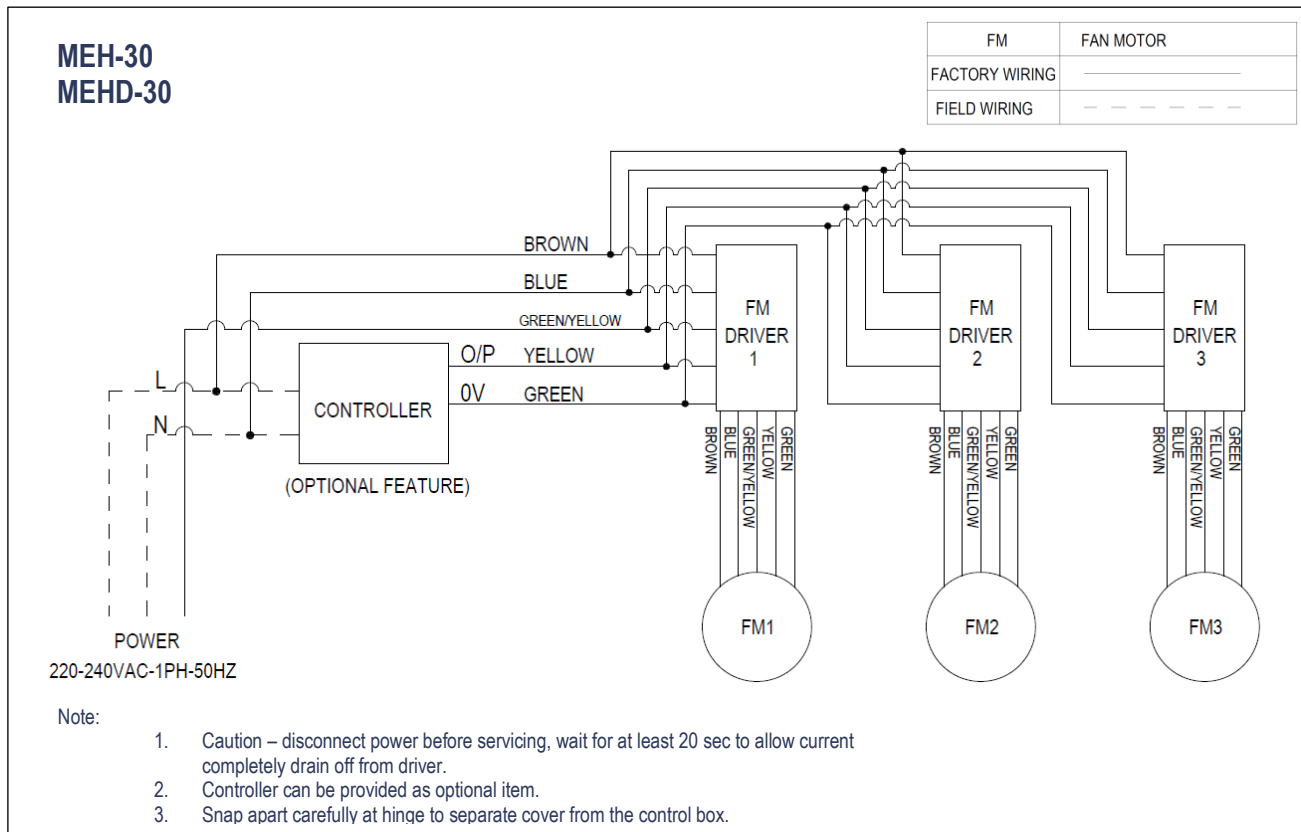 MEH-30
MEHD-30
FM FAN MOTOR
FACTORY WIRING
FIELD WIRING
BROWN
BLUE
GREEN/YELLOW
O/P YELLOW
0V GREEN
L
N
CONTROLLER
(OPTIONAL FEATURE)
FM
DRIVER
1
FM
DRIVER
2
FM
DRIVER
3
BROWN
BLUE
GREEN/YELLOW
YELLOW
GREEN
BROWN
BLUE
GREEN/YELLOW
YELLOW
GREEN
BROWN
BLUE
GREEN/YELLOW
YELLOW
GREEN
FM1
FM2
FM3
POWER
220-240VAC-1PH-50HZ
Note:
1. Caution – disconnect power before servicing, wait for at least 20 sec to allow current
completely drain off from driver.
2. Controller can be provided as optional item.
3. Snap apart carefully at hinge to separate cover from the control box.